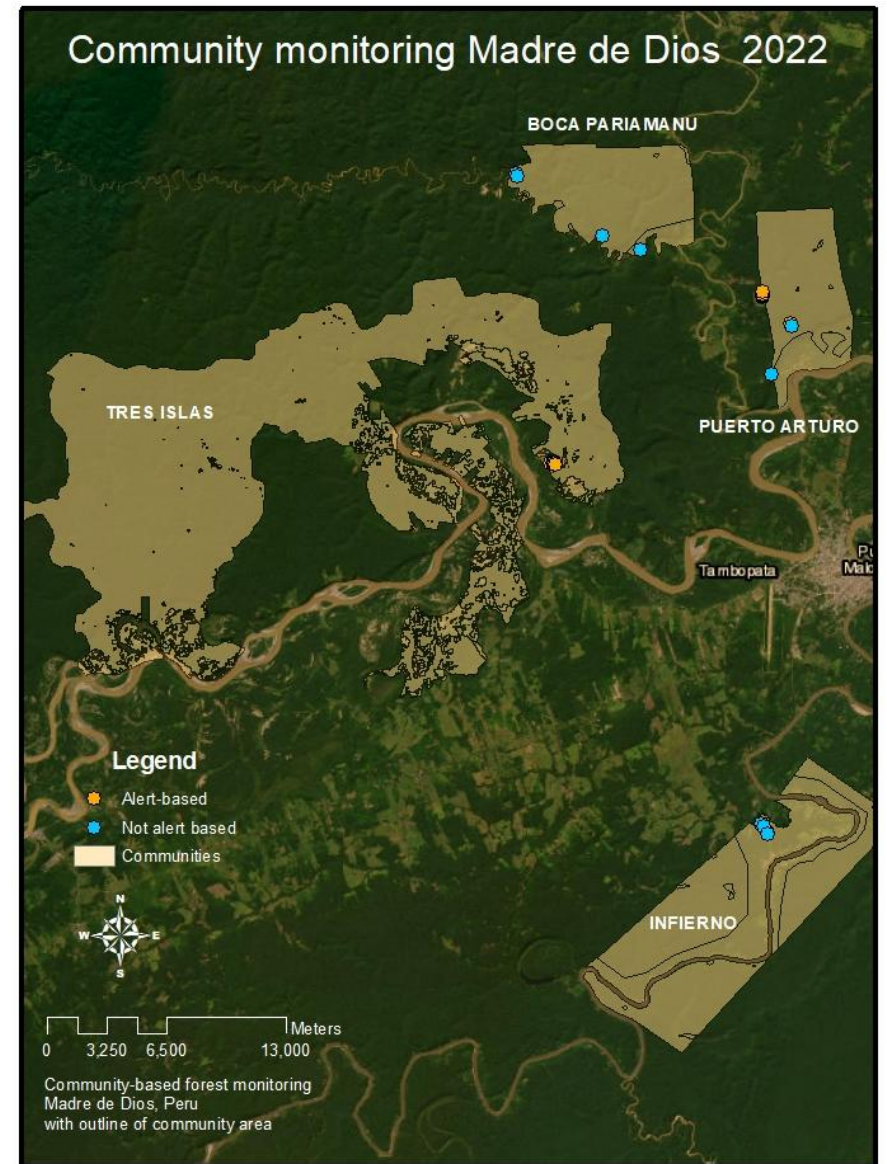 Community monitoring Madre de Dios 2022
BOCA PARIAMANU
TRES ISLAS
PUERTO ARTURO
Tambopata
Legend
Alert-based
Not alert based
Communities
INFIERNO
N
W
E
S
Meters
0 3,250 6,500 13,000
Community-based forest monitoring
Madre de Dios, Peru
with outline of community area